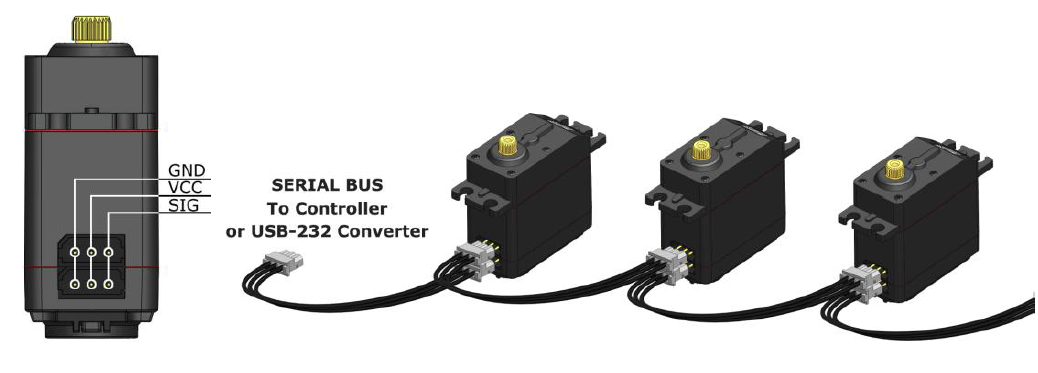 GND
VCC
SIG
SERIAL BUS
To Controller
or USB-232 Converter